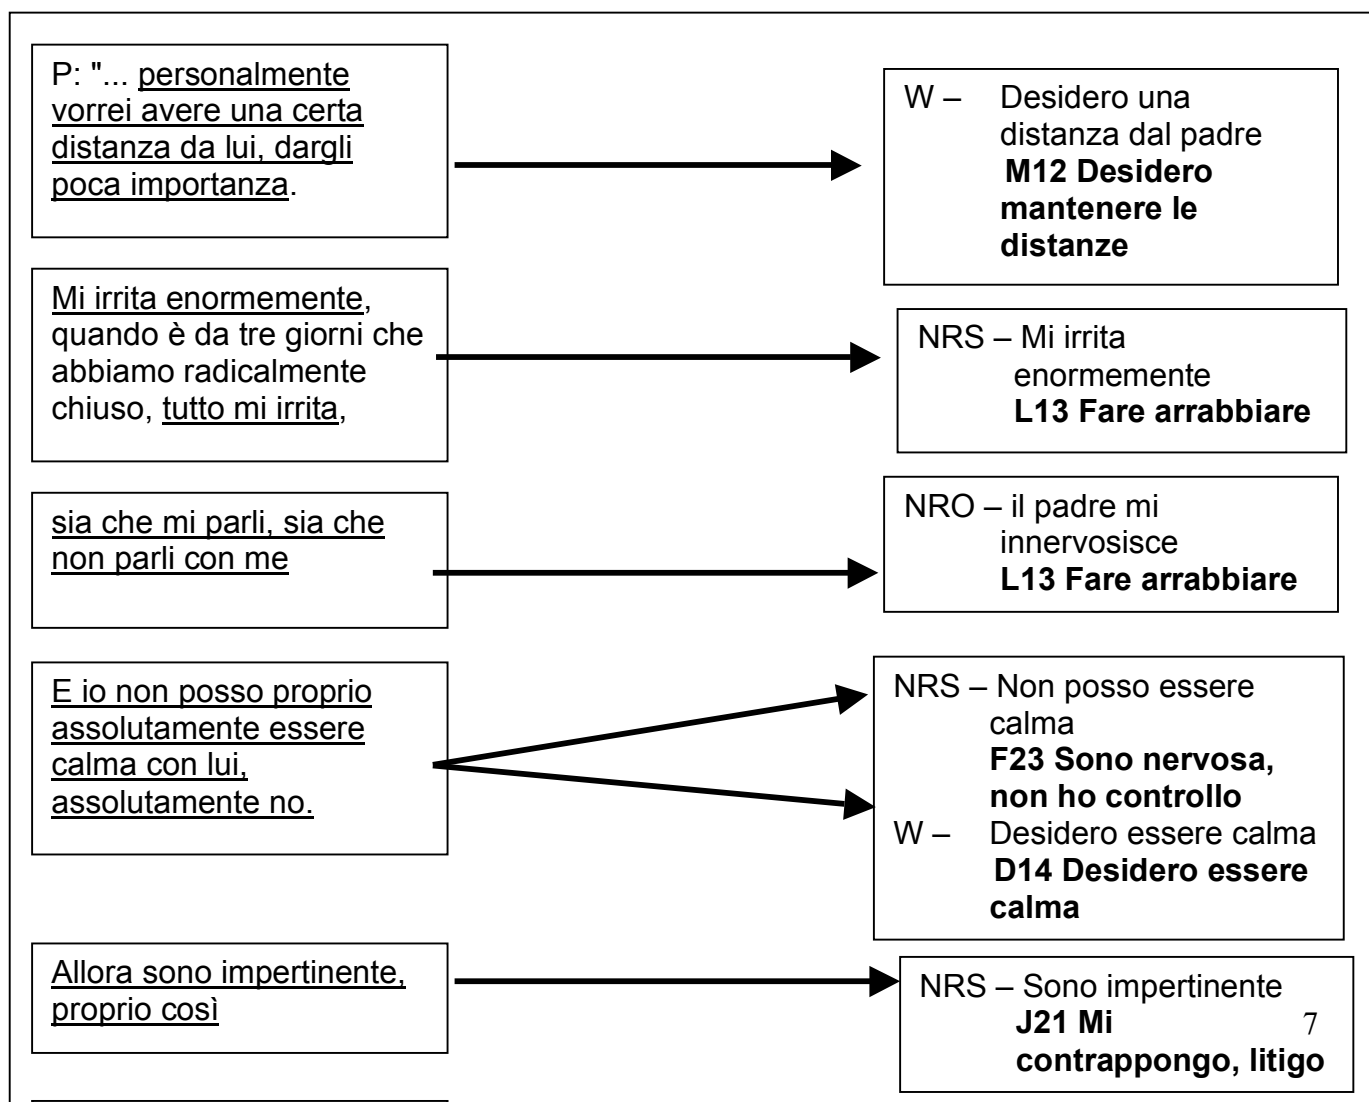 P: "... personalmente
vorrei avere una certa
distanza da lui, dargli
poca importanza.
W – Desidero una
distanza dal padre
M12 Desidero
mantenere le
distanze
Mi irrita enormemente,
quando è da tre giorni che
abbiamo radicalmente
chiuso, tutto mi irrita,
NRS – Mi irrita
enormemente
L13 Fare arrabbiare
sia che mi parli, sia che
non parli con me
NRO – il padre mi
innervosisce
L13 Fare arrabbiare
E io non posso proprio
assolutamente essere
calma con lui,
assolutamente no.
NRS – Non posso essere
calma
F23 Sono nervosa,
non ho controllo
W – Desidero essere calma
D14 Desidero essere
calma
Allora sono impertinente,
proprio così
NRS – Sono impertinente
J21 Mi
contrappongo, litigo
7